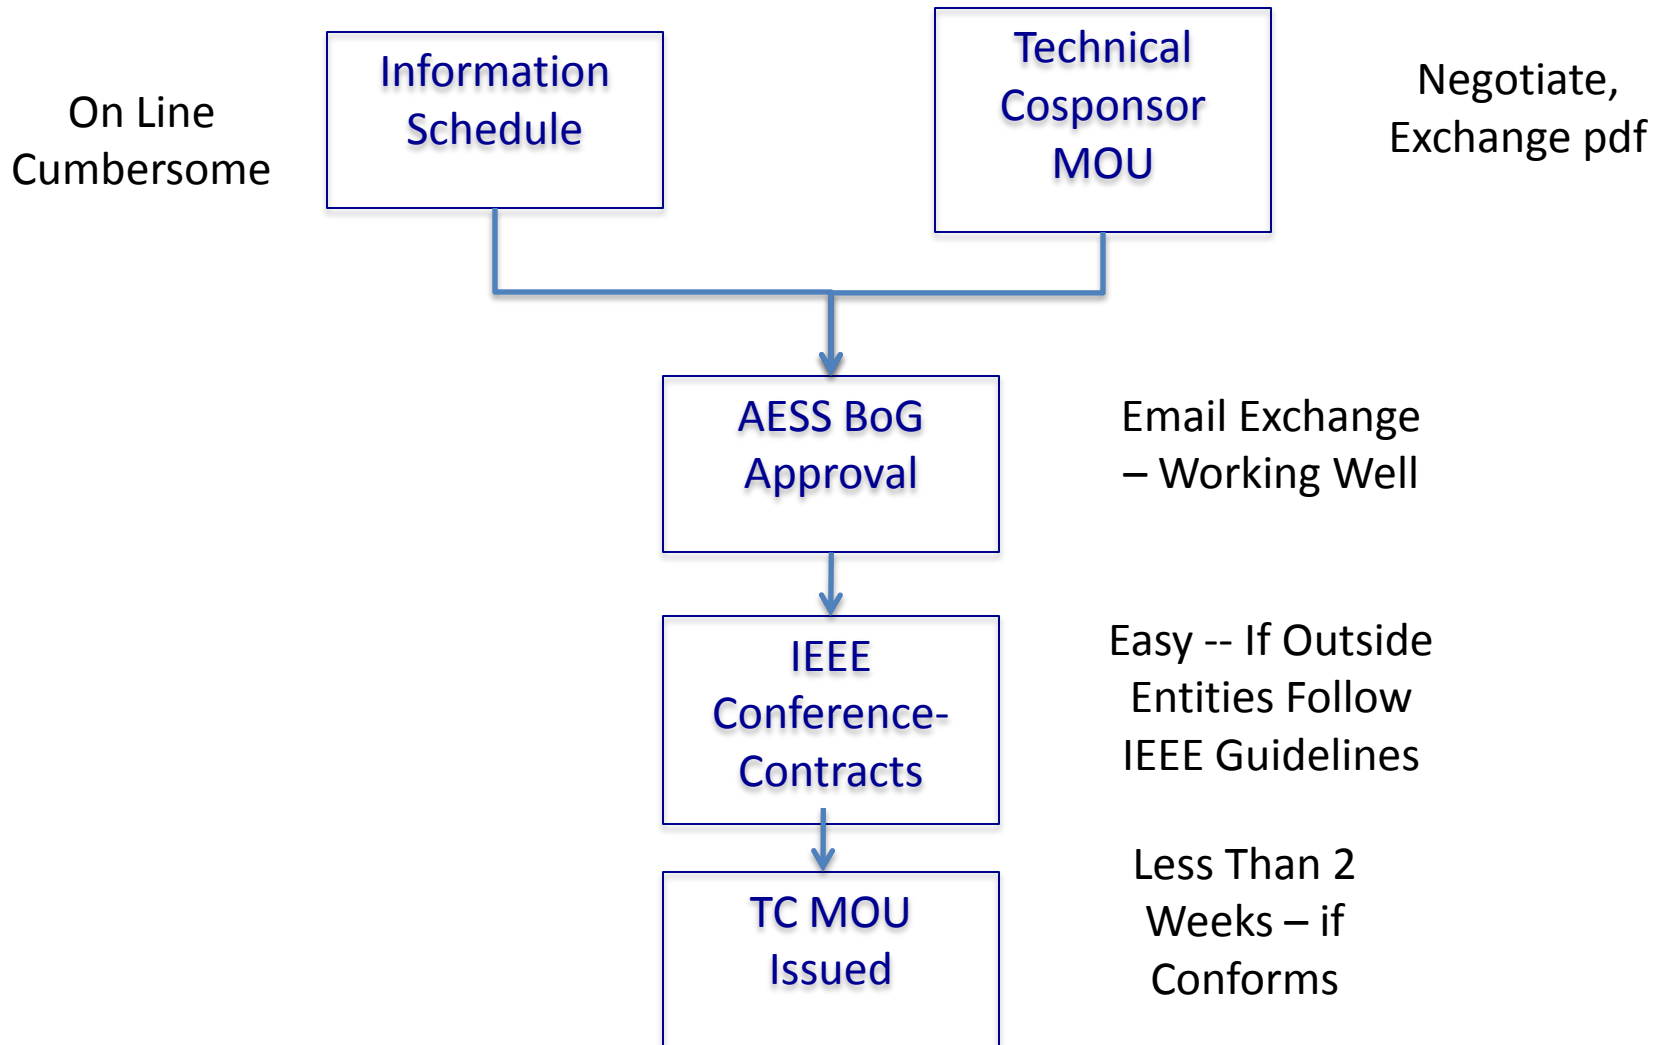 On Line
Cumbersome
Information
Schedule
Technical
Cosponsor
MOU
Negotiate,
Exchange pdf
AESS BoG
Approval
Email Exchange
– Working Well
IEEE
Conference-
Contracts
Easy -- If Outside
Entities Follow
IEEE Guidelines
TC MOU
Issued
Less Than 2
Weeks – if
Conforms